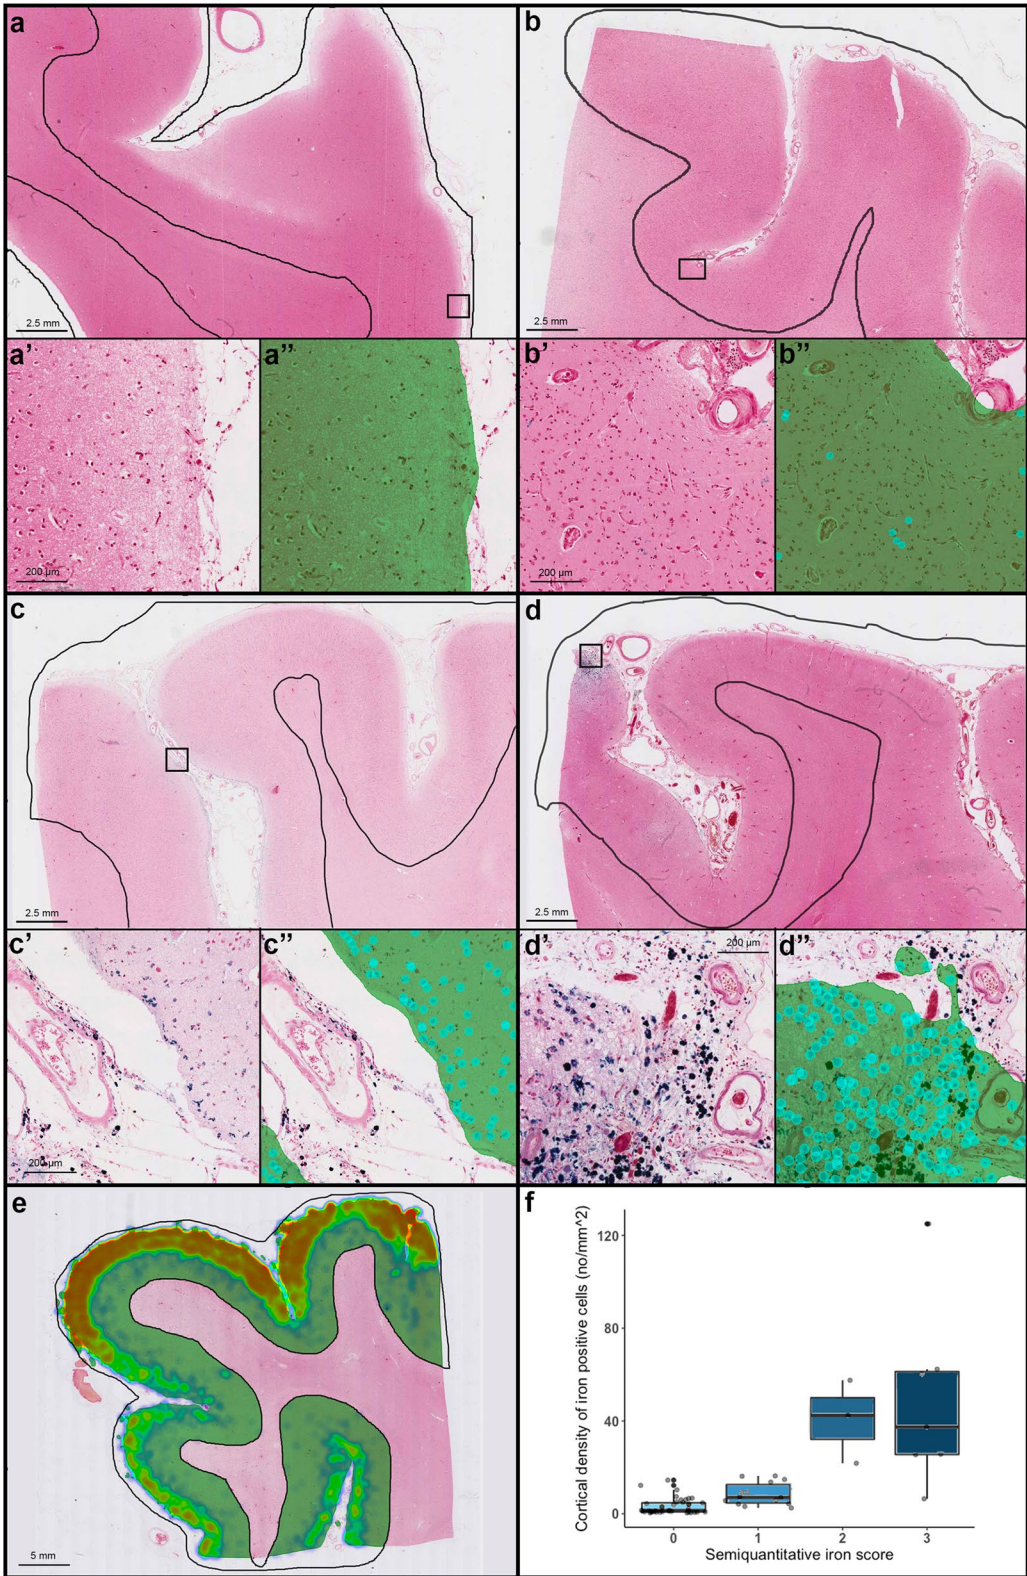 a
2.5 mm
b
2.5 mm
a'
200 µm
a''
b'
200 µm
b''
c
2.5 mm
d
2.5 mm
c'
200 µm
c''
d'
200 µm
d''
e
5 mm
f
Cortical density of iron positive cells (no/mm^2)
120
80
40
0
0 1 2 3
Semiquantitative iron score